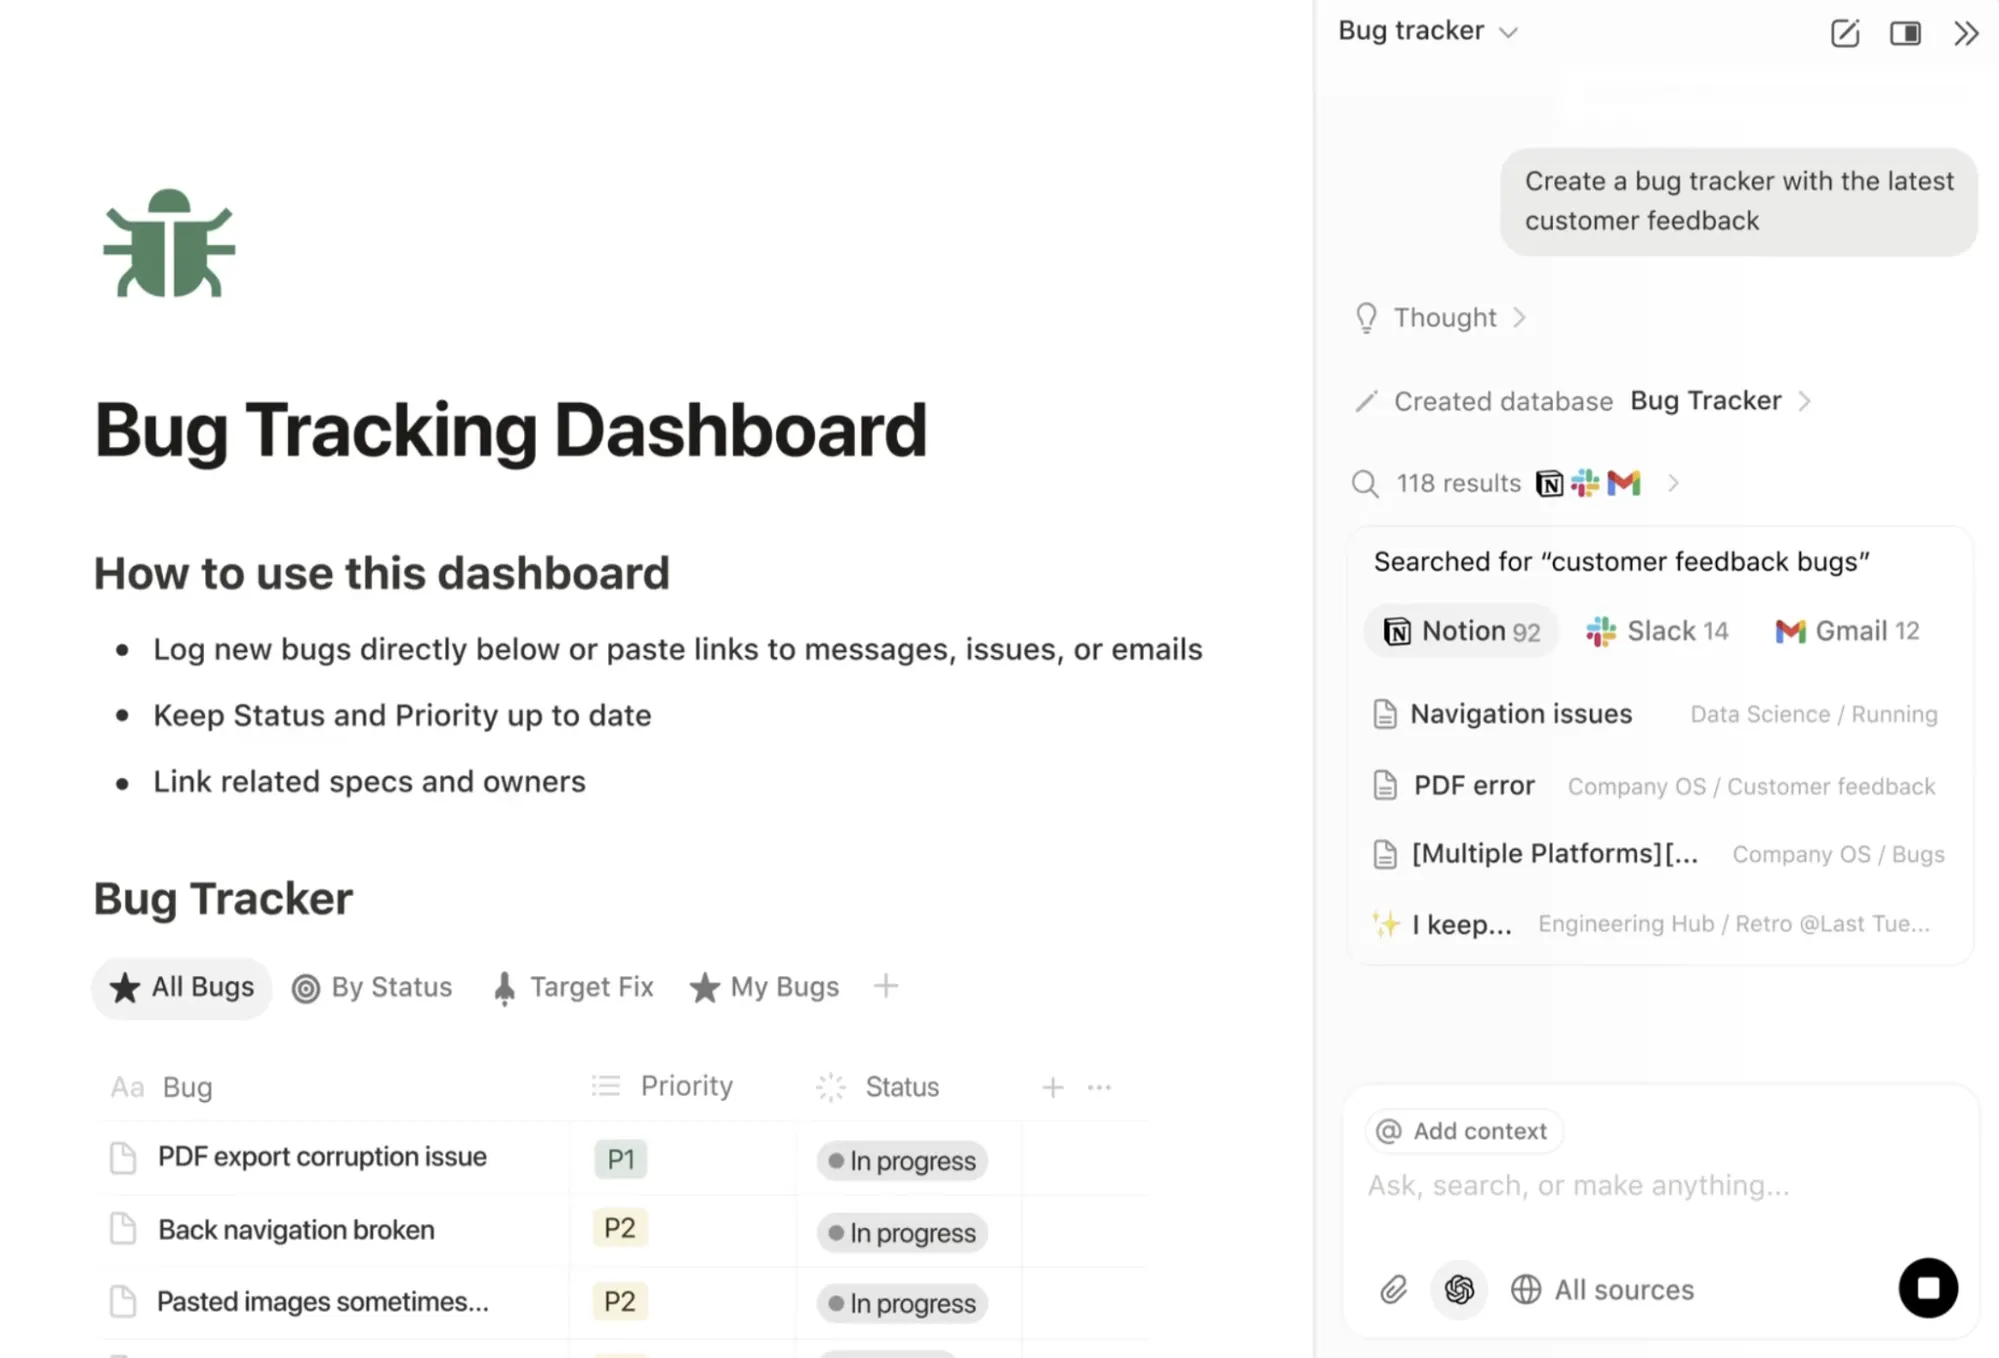 Bug Tracking Dashboard
How to use this dashboard
• Log new bugs directly below or paste links to messages, issues, or emails
• Keep Status and Priority up to date
• Link related specs and owners
Bug Tracker
All Bugs By Status Target Fix My Bugs +
Aa Bug Priority Status + ...
PDF export corruption issue P1 In progress
Back navigation broken P2 In progress
Pasted images sometimes... P2 In progress
Bug tracker
Create a bug tracker with the latest
customer feedback
Thought
Created database Bug Tracker
118 results
Searched for “customer feedback bugs”
Notion 92 Slack 14 Gmail 12
Navigation issues Data Science / Running
PDF error Company OS / Customer feedback
[Multiple Platforms][... Company OS / Bugs
I keep... Engineering Hub / Retro @Last Tue...
@ Add context
Ask, search, or make anything...
All sources